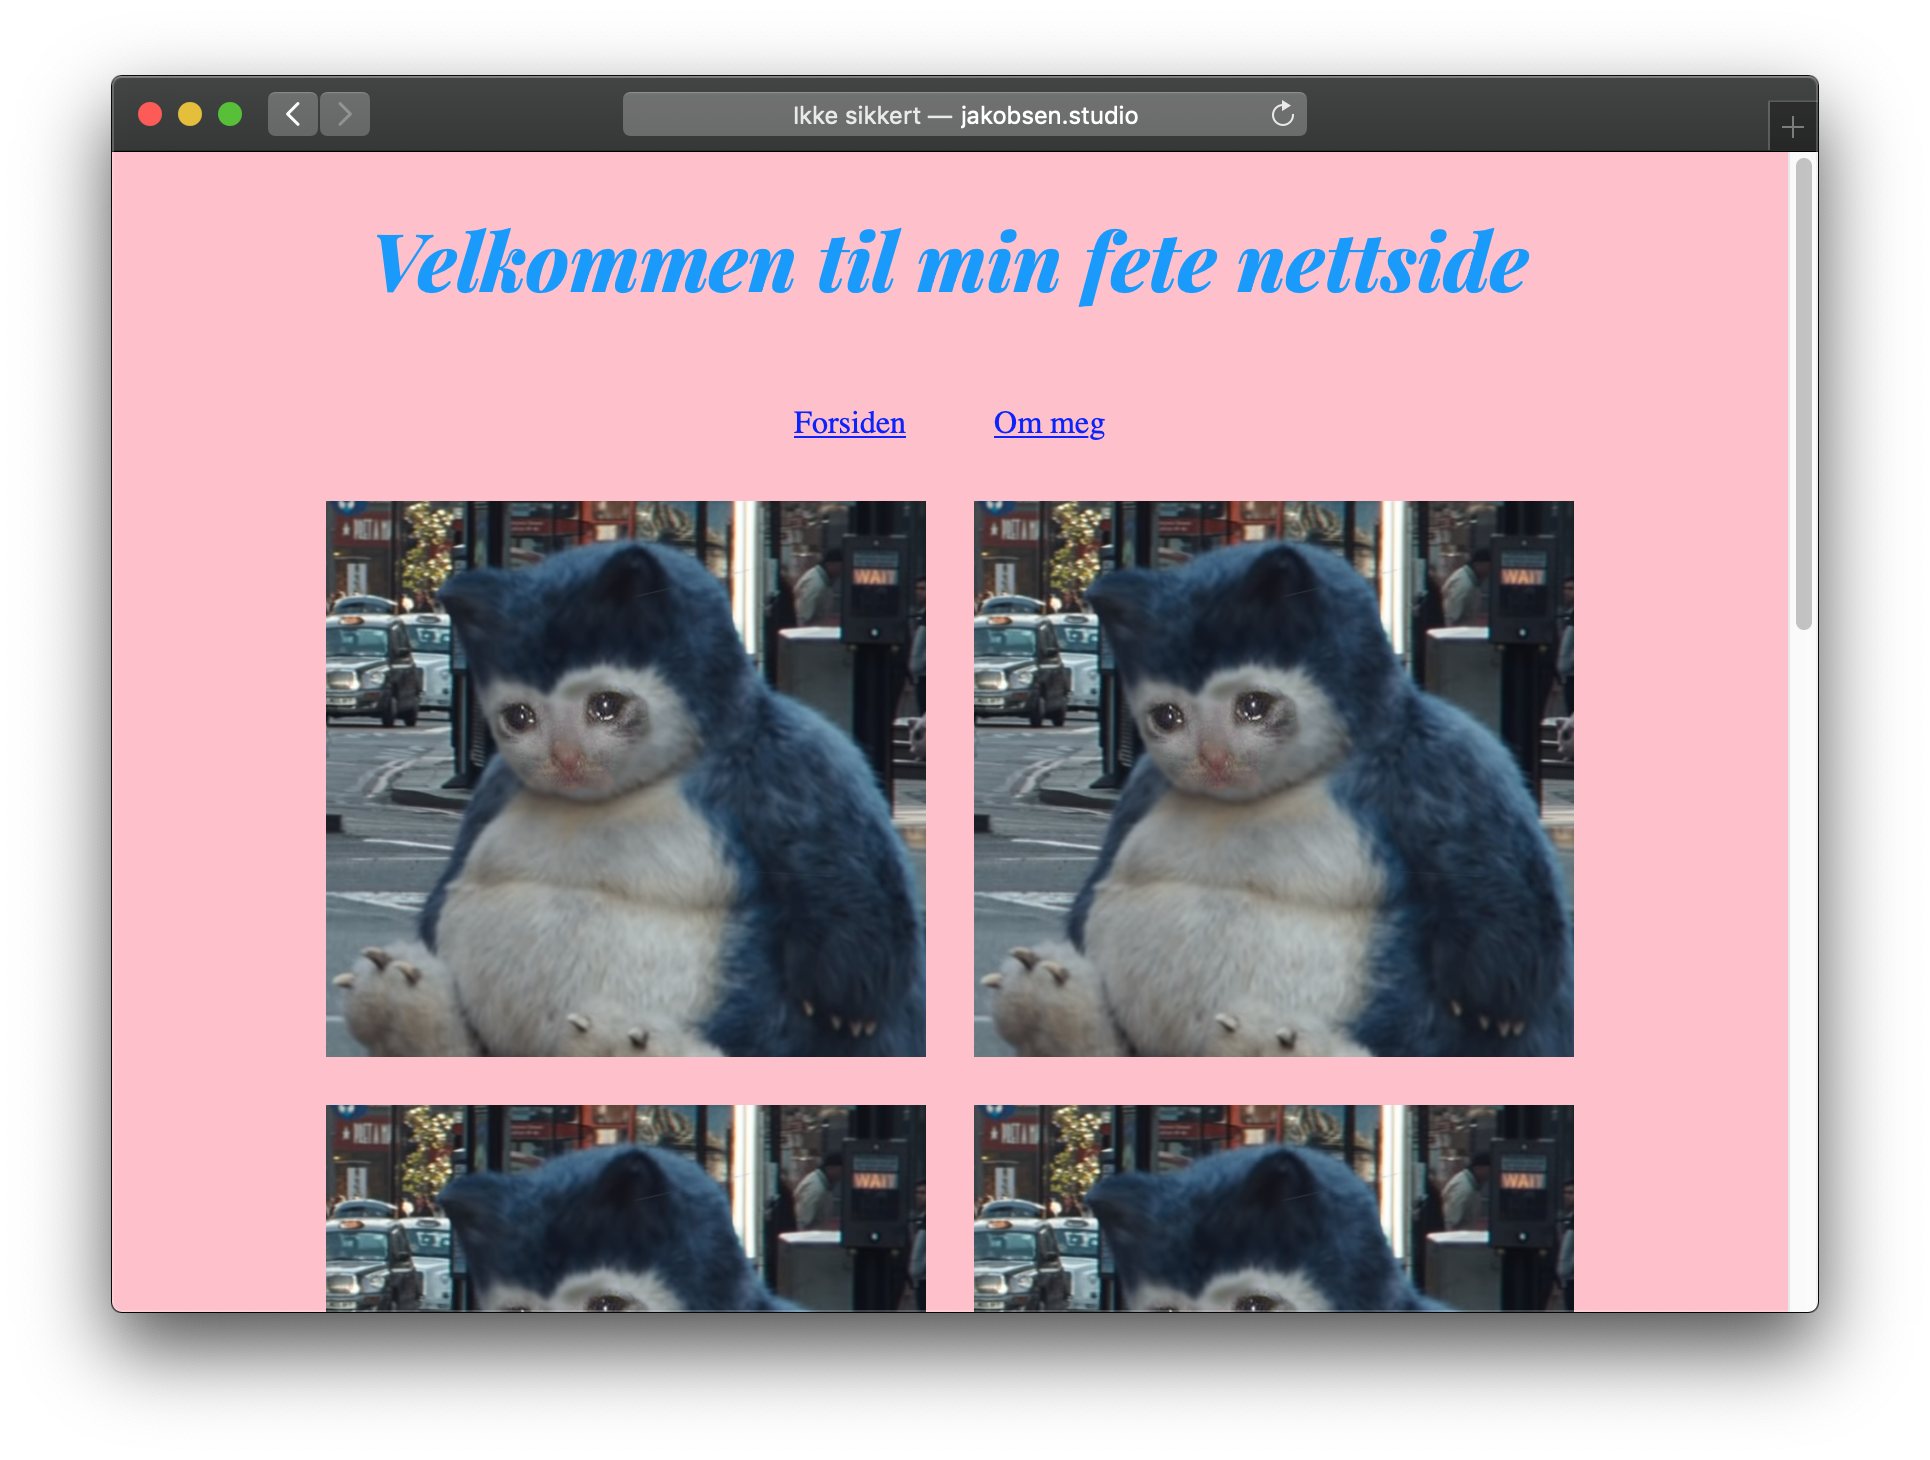 Ikke sikkert — jakobsen.studio
Velkommen til min fete nettside
Forsiden Om meg
WAIT
WAIT
WAIT
WAIT